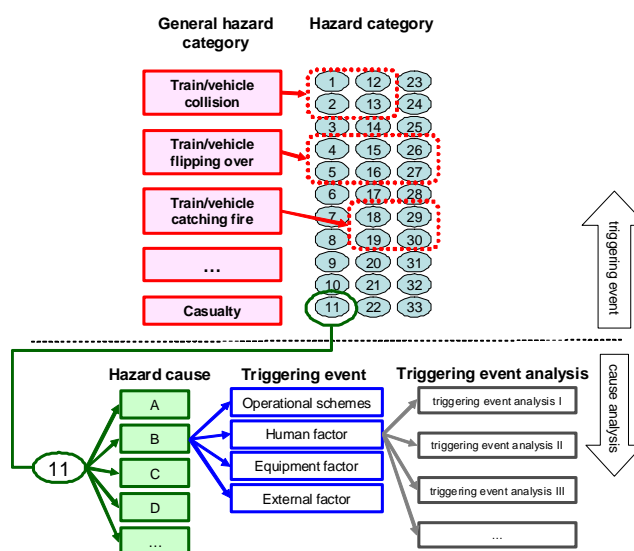 General hazard
category
Hazard category
Train/vehicle
collision
Train/vehicle
flipping over
Train/vehicle
catching fire
...
Casualty
1 12 23
2 13 24
3 14 25
4 15 26
5 16 27
6 17 28
7 18 29
8 19 30
9 20 31
10 21 32
11 22 33
triggering event
cause analysis
Hazard cause
Triggering event
Triggering event analysis
11
A
B
C
D
...
Operational schemes
Human factor
Equipment factor
External factor
triggering event analysis I
triggering event analysis II
triggering event analysis III
...